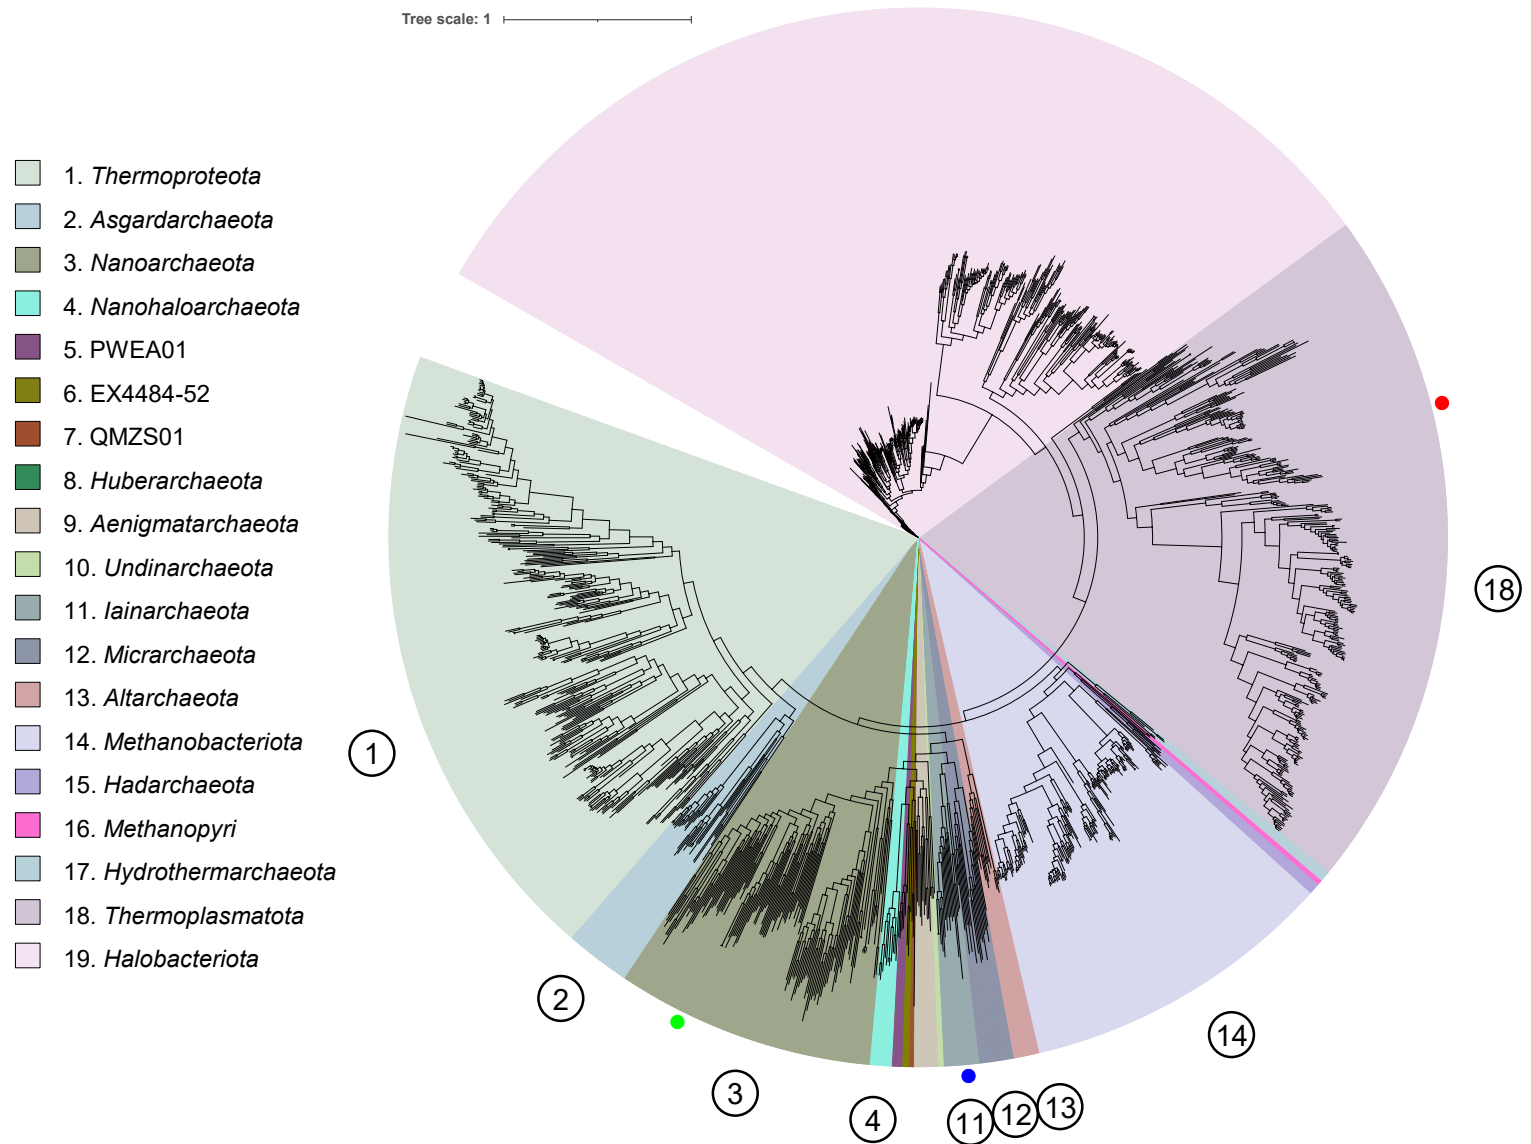 Tree scale: 1
1. Thermoproteota
2. Asgardarchaeota
3. Nanoarchaeota
4. Nanohaloarchaeota
5. PWEA01
6. EX4484-52
7. QMZS01
8. Huberarchaeota
9. Aenigmatarchaeota
10. Undinarchaeota
11. Iainarchaeota
12. Micrarchaeota
13. Altarchaeota
14. Methanobacteriota
15. Hadarchaeota
16. Methanopyri
17. Hydrothermarchaeota
18. Thermoplasmatota
19. Halobacteriota
18
1
2
14
3
4
11
12
13